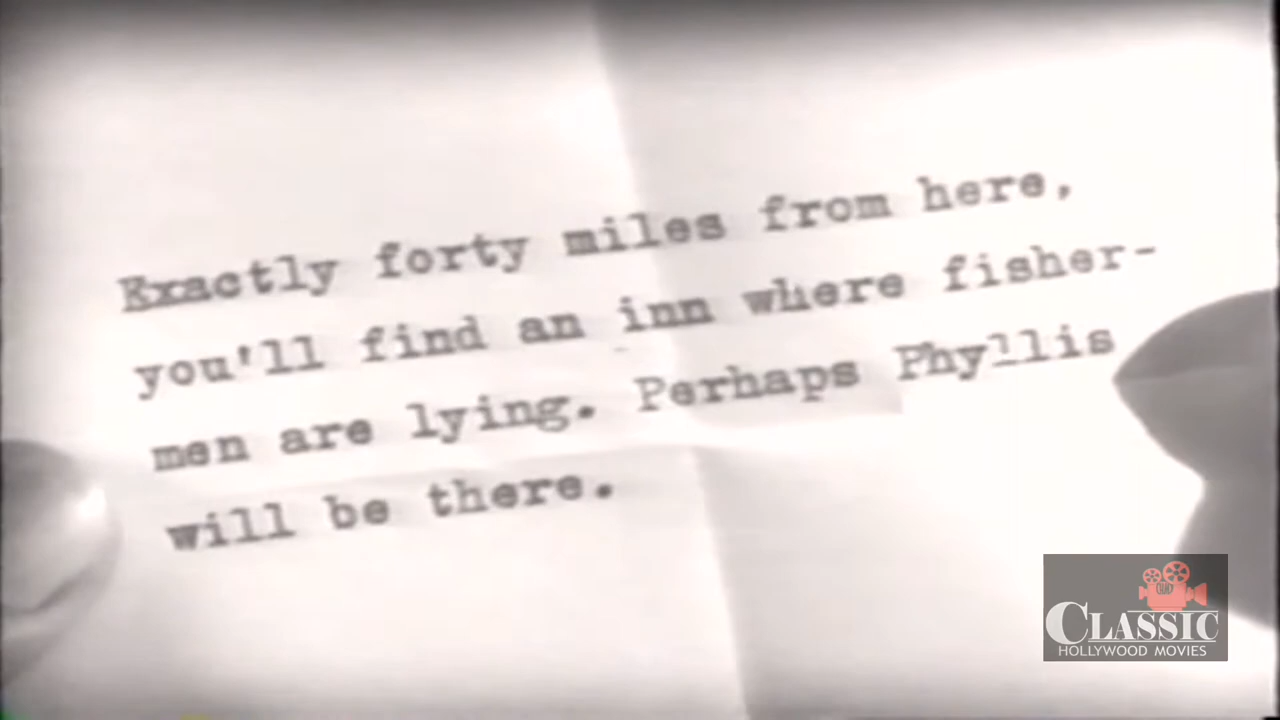 Exactly forty miles from here,
you'll find an inn where fisher-
men are lying. Perhaps Phyllis
will be there.
CLASSIC
HOLLYWOOD MOVIES